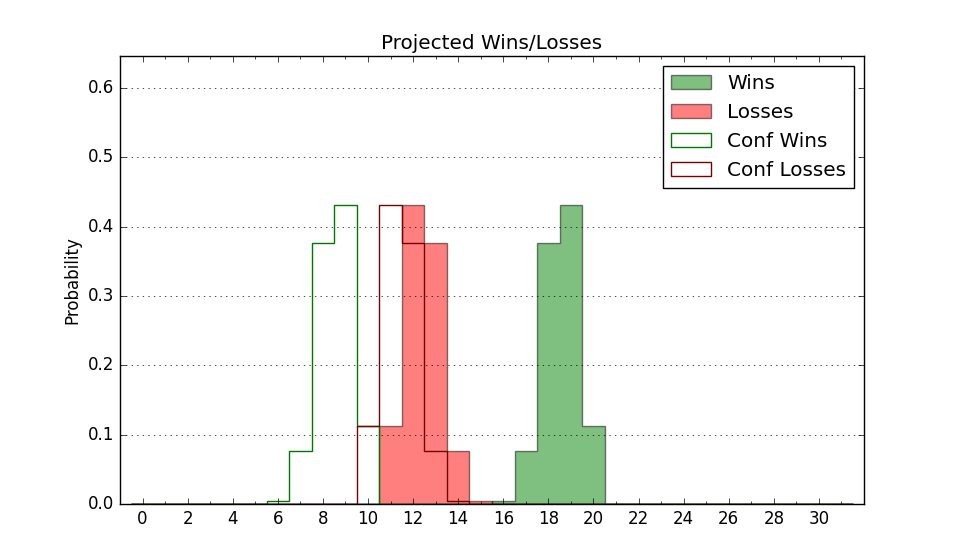 Projected Wins/Losses
Wins
Losses
Conf Wins
Conf Losses
Probability
0.6
0.5
0.4
0.3
0.2
0.1
0.0
0 2 4 6 8 10 12 14 16 18 20 22 24 26 28 30